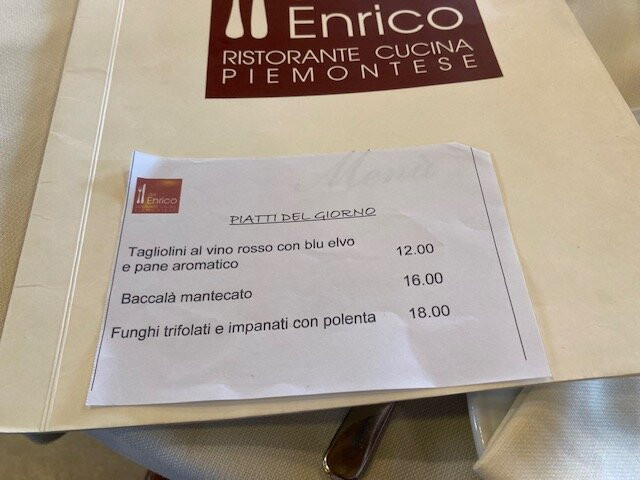 Enrico
RISTORANTE CUCINA
PIEMONTESE
Menù
Enrico
PIATTI DEL GIORNO
Tagliolini al vino rosso con blu elvo
e pane aromatico 12.00
Baccalà mantecato 16.00
Funghi trifolati e impanati con polenta 18.00